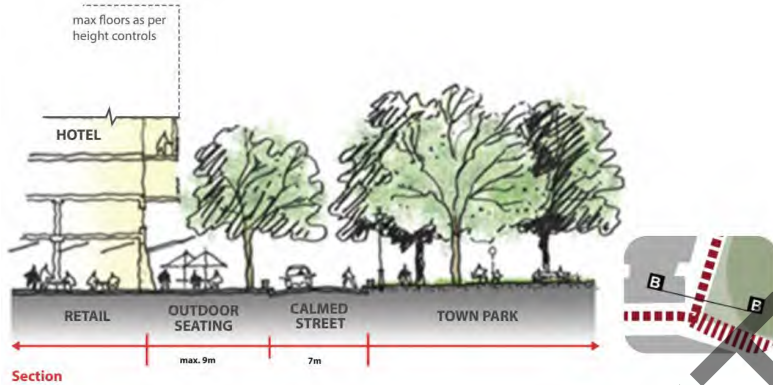 max floors as per
height controls
HOTEL
RETAIL
OUTDOOR
SEATING
CALMED
STREET
TOWN PARK
max. 9m
7m
Section
B
B